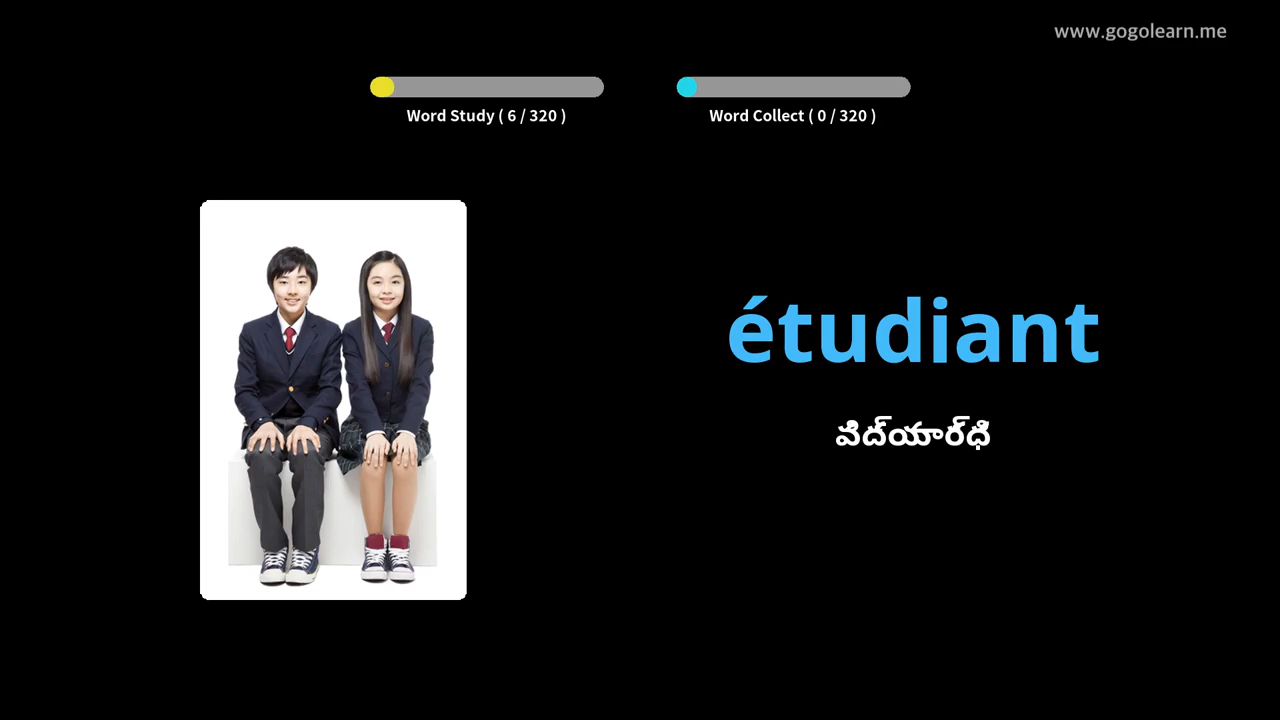 www.gogolearn.me
Word Study ( 6 / 320 )
Word Collect ( 0 / 320 )
étudiant
విద్‌యార్‌ధి